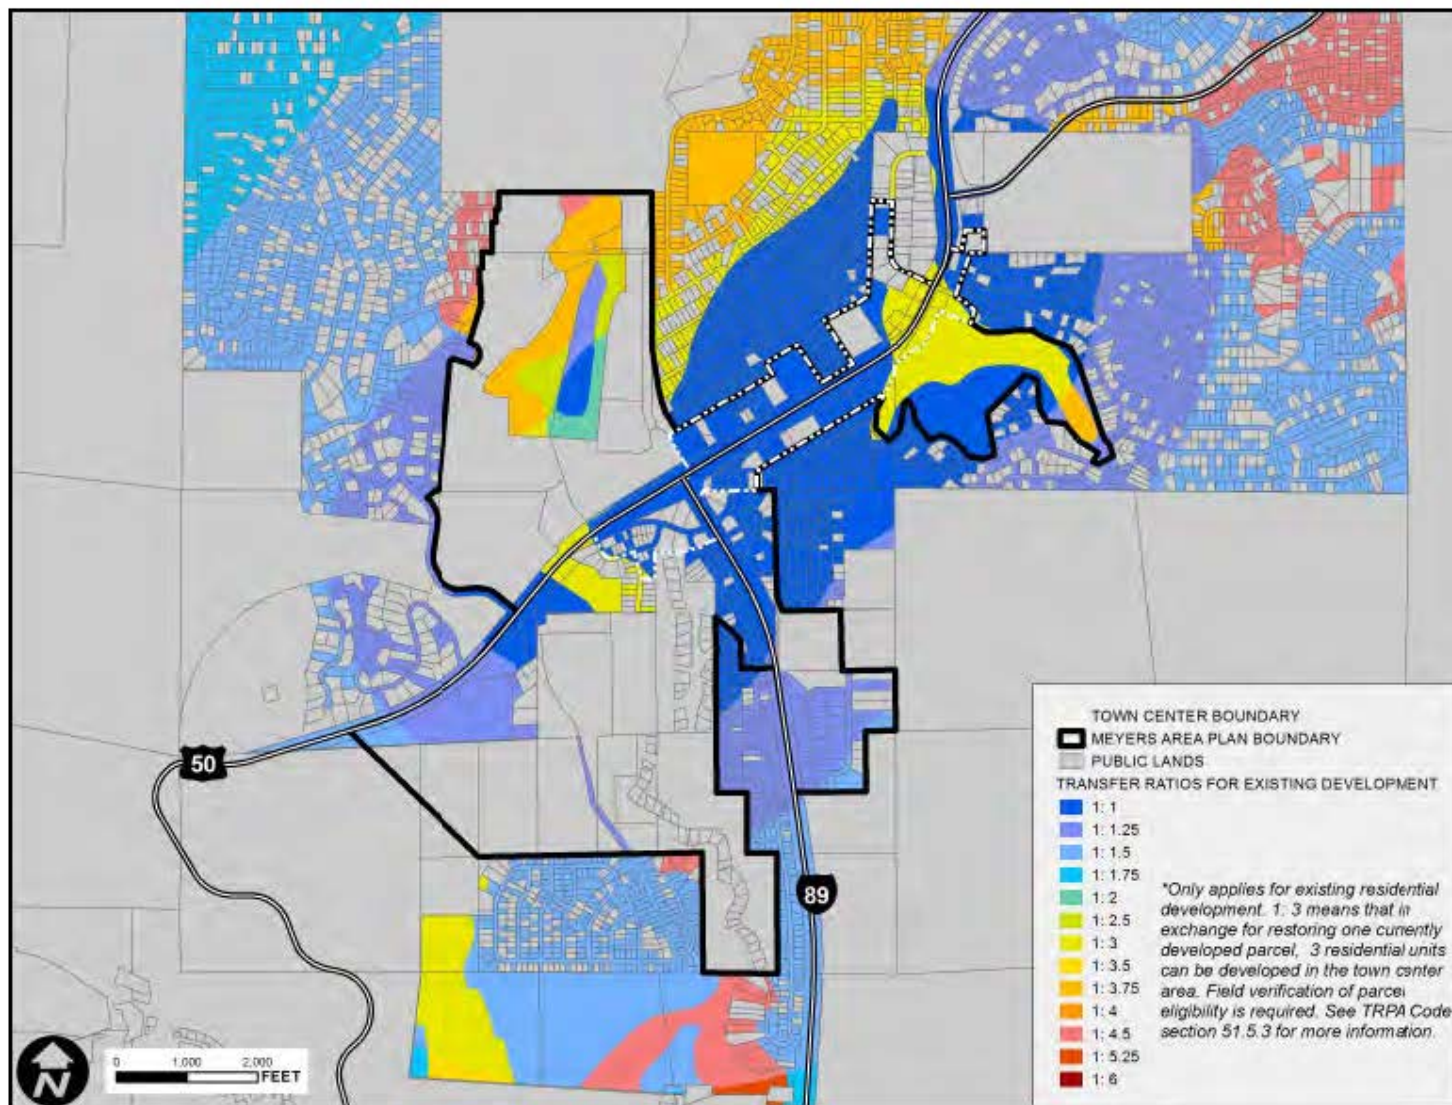 50
89
N
0 1,000 2,000
FEET
TOWN CENTER BOUNDARY
MEYERS AREA PLAN BOUNDARY
PUBLIC LANDS
TRANSFER RATIOS FOR EXISTING DEVELOPMENT
1: 1
1: 1.25
1: 1.5
1: 1.75
1: 2
1: 2.5
1: 3
1: 3.5
1: 3.75
1: 4
1: 4.5
1: 5.25
1: 6
*Only applies for existing residential
development. 1: 3 means that in
exchange for restoring one currently
developed parcel, 3 residential units
can be developed in the town center
area. Field verification of parcel
eligibility is required. See TRPA Code
section 51.5.3 for more information.